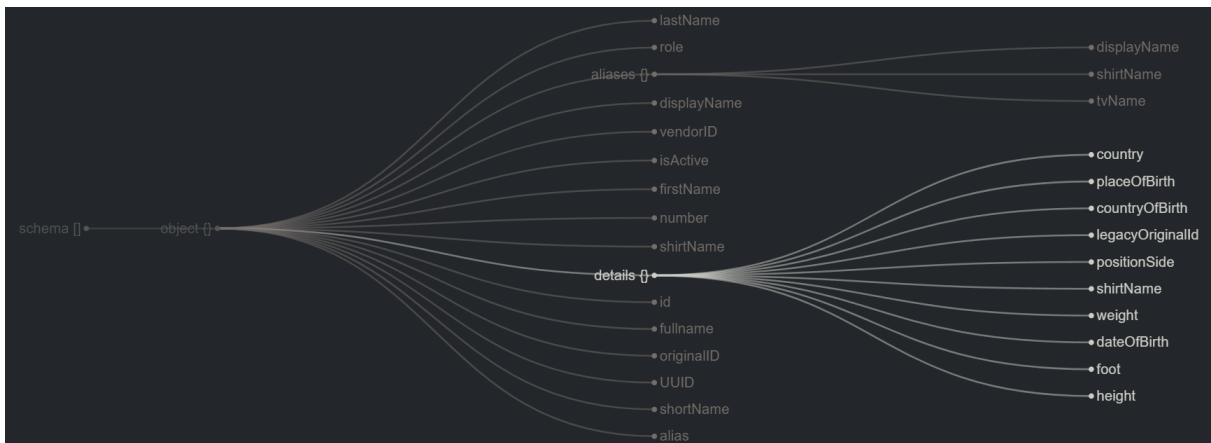 schema []
object {}
lastName
role
aliases {}
displayName
vendorID
isActive
firstName
number
shirtName
details {}
id
fullname
originalID
UUID
shortName
alias
displayName
shirtName
tvName
country
placeOfBirth
countryOfBirth
legacyOriginalId
positionSide
shirtName
weight
dateOfBirth
foot
height